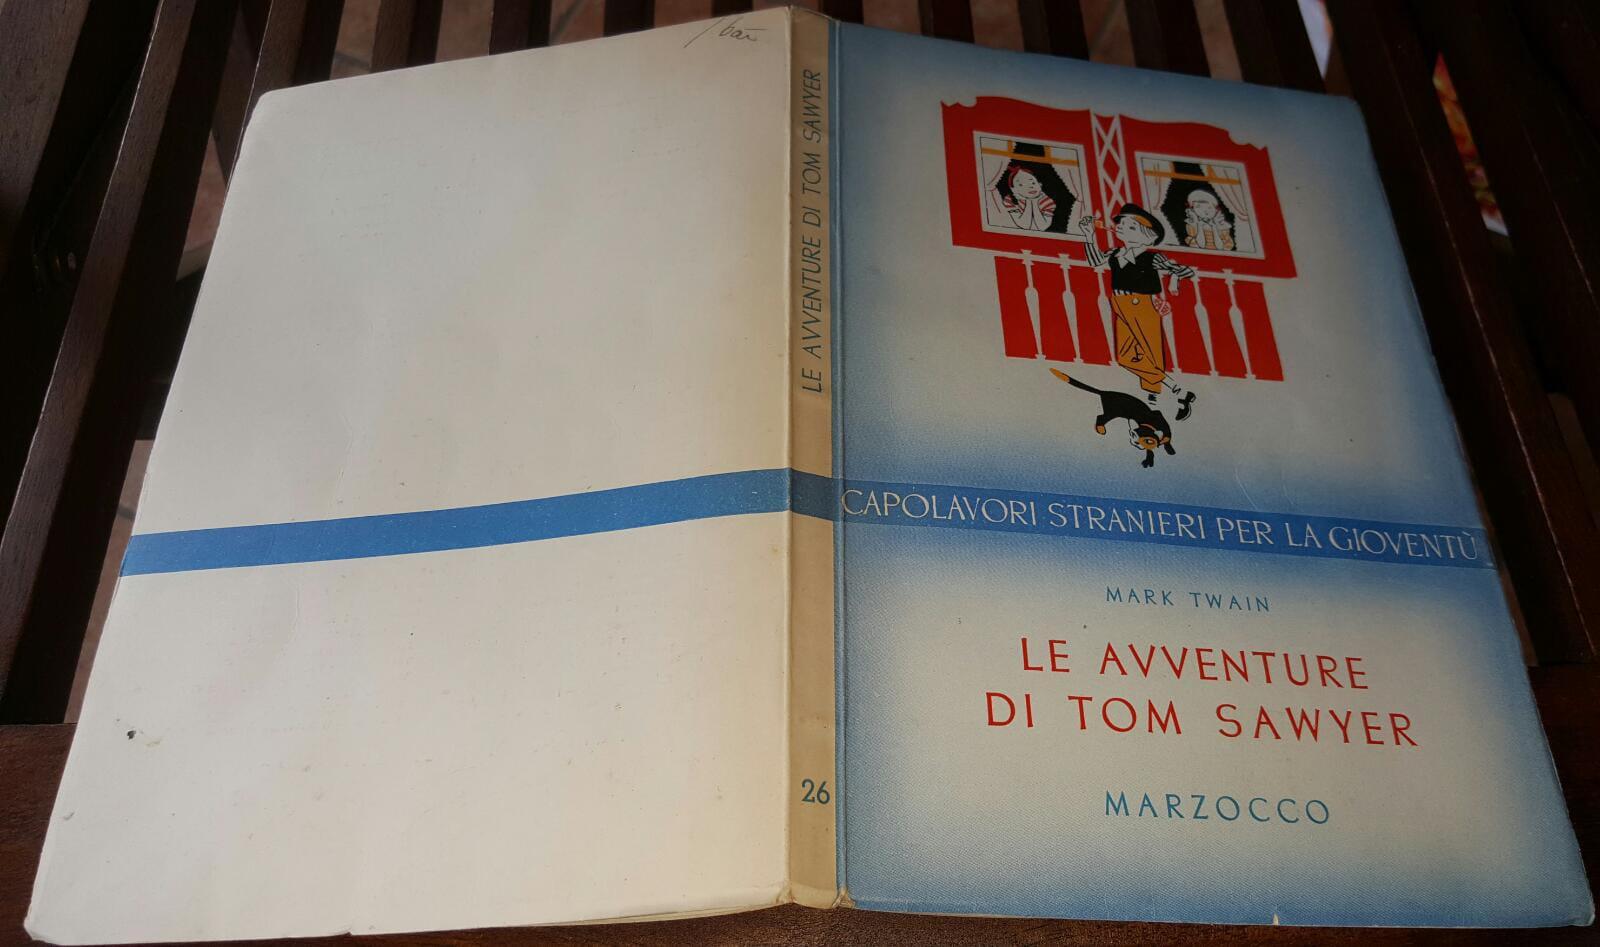 LE AVVENTURE DI TOM SAWYER
26
CAPOLAVORI STRANIERI PER LA GIOVENTÙ
MARK TWAIN
LE AVVENTURE
DI TOM SAWYER
MARZOCCO